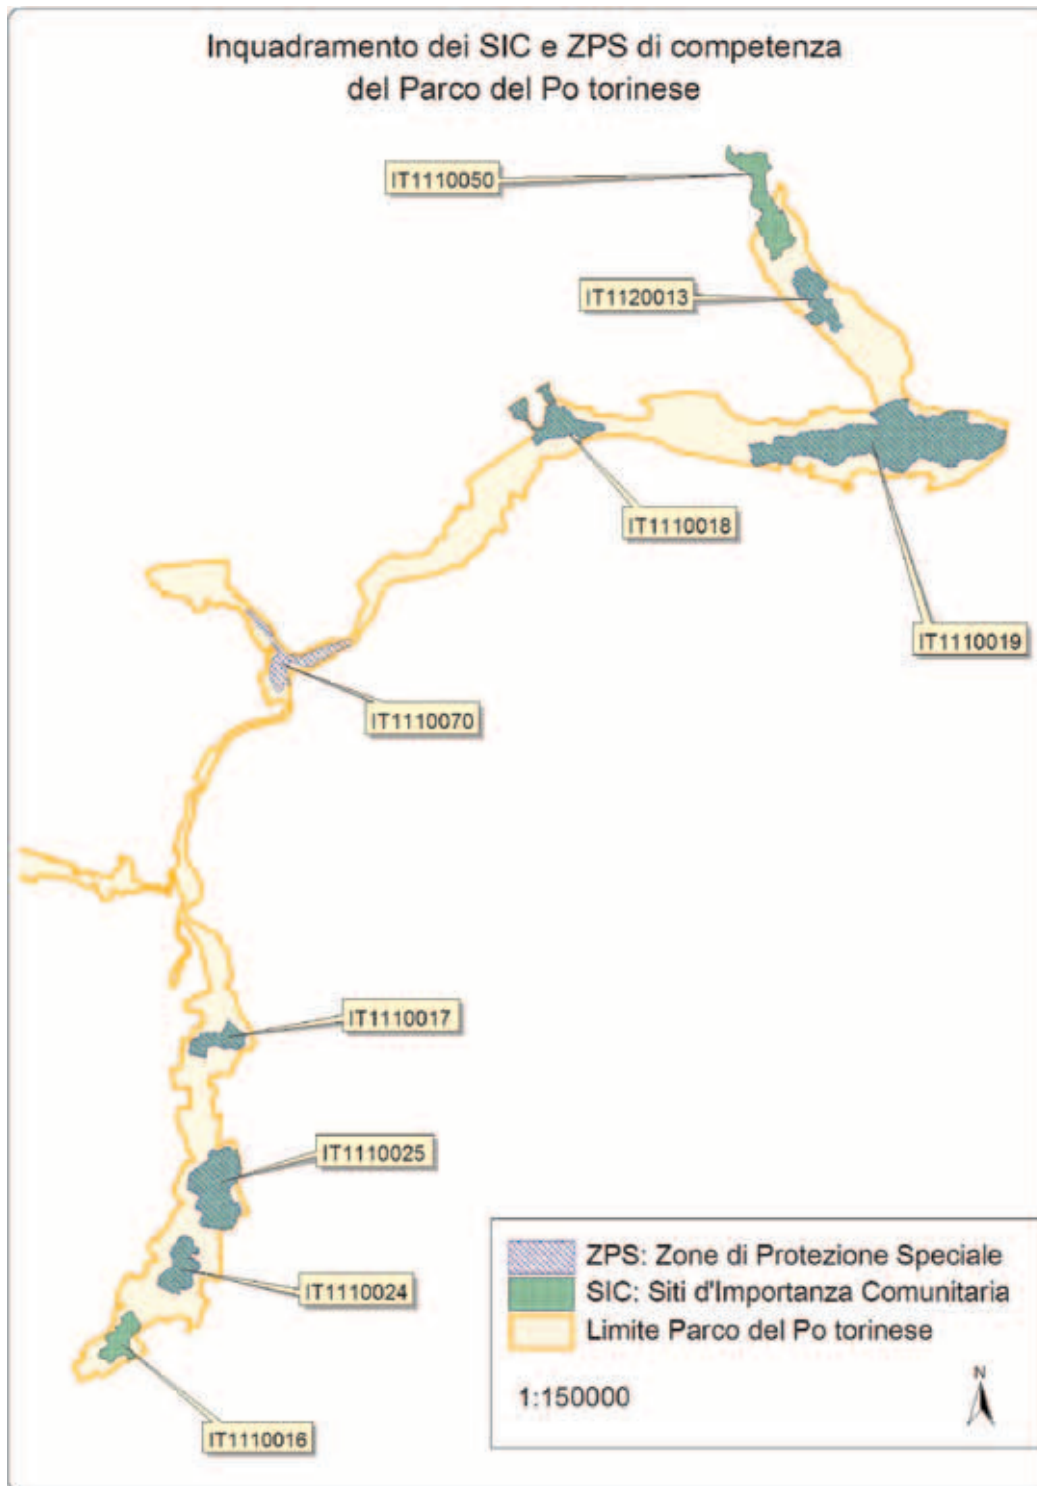 Inquadramento dei SIC e ZPS di competenza
del Parco del Po torinese
IT1110050
IT1120013
IT1110018
IT1110019
IT1110070
IT1110017
IT1110025
IT1110024
IT1110016
ZPS: Zone di Protezione Speciale
SIC: Siti d'Importanza Comunitaria
Limite Parco del Po torinese
1:150000
N